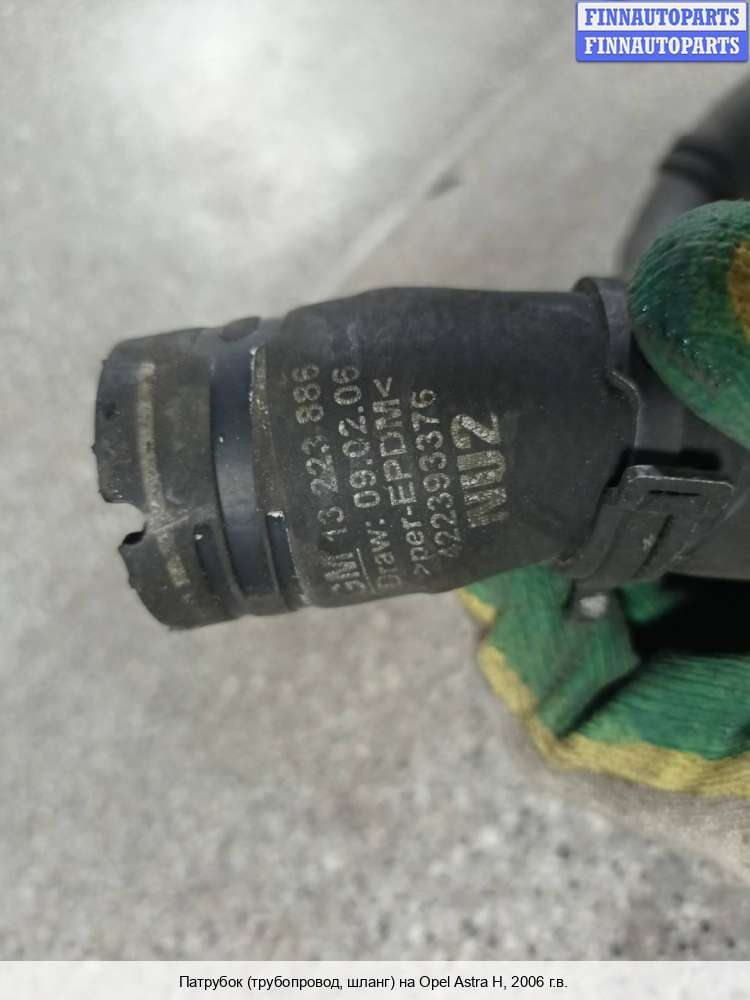 FINNAUTOPARTS
FINNAUTOPARTS
GM 13 223 886
Draw: 09.02.06
>per-EPDM<
422393376
NU2
Патрубок (трубопровод, шланг) на Opel Astra H, 2006 г.в.